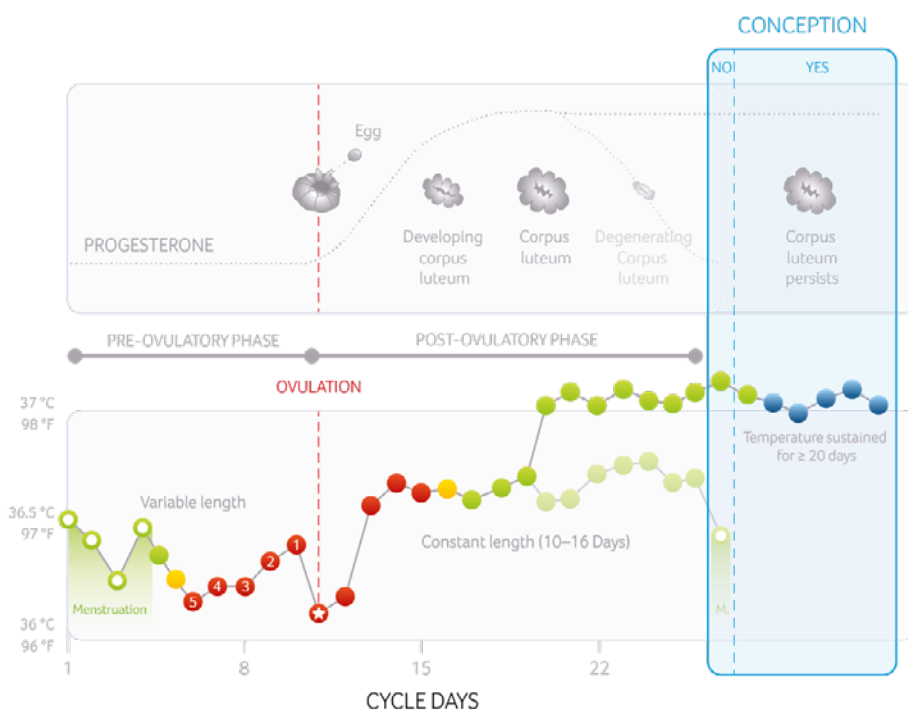 CONCEPTION
NO
YES
Egg
PROGESTERONE
Developing
corpus
luteum
Corpus
luteum
Degenerating
Corpus
luteum
Corpus
luteum
persists
PRE-OVULATORY PHASE
POST-OVULATORY PHASE
OVULATION
37 °C
98 °F
Temperature sustained
for ≥ 20 days
Variable length
36.5 °C
97 °F
Constant length (10–16 Days)
5
4
3
2
1
Menstruation
M.
36 °C
96 °F
1
8
15
22
CYCLE DAYS